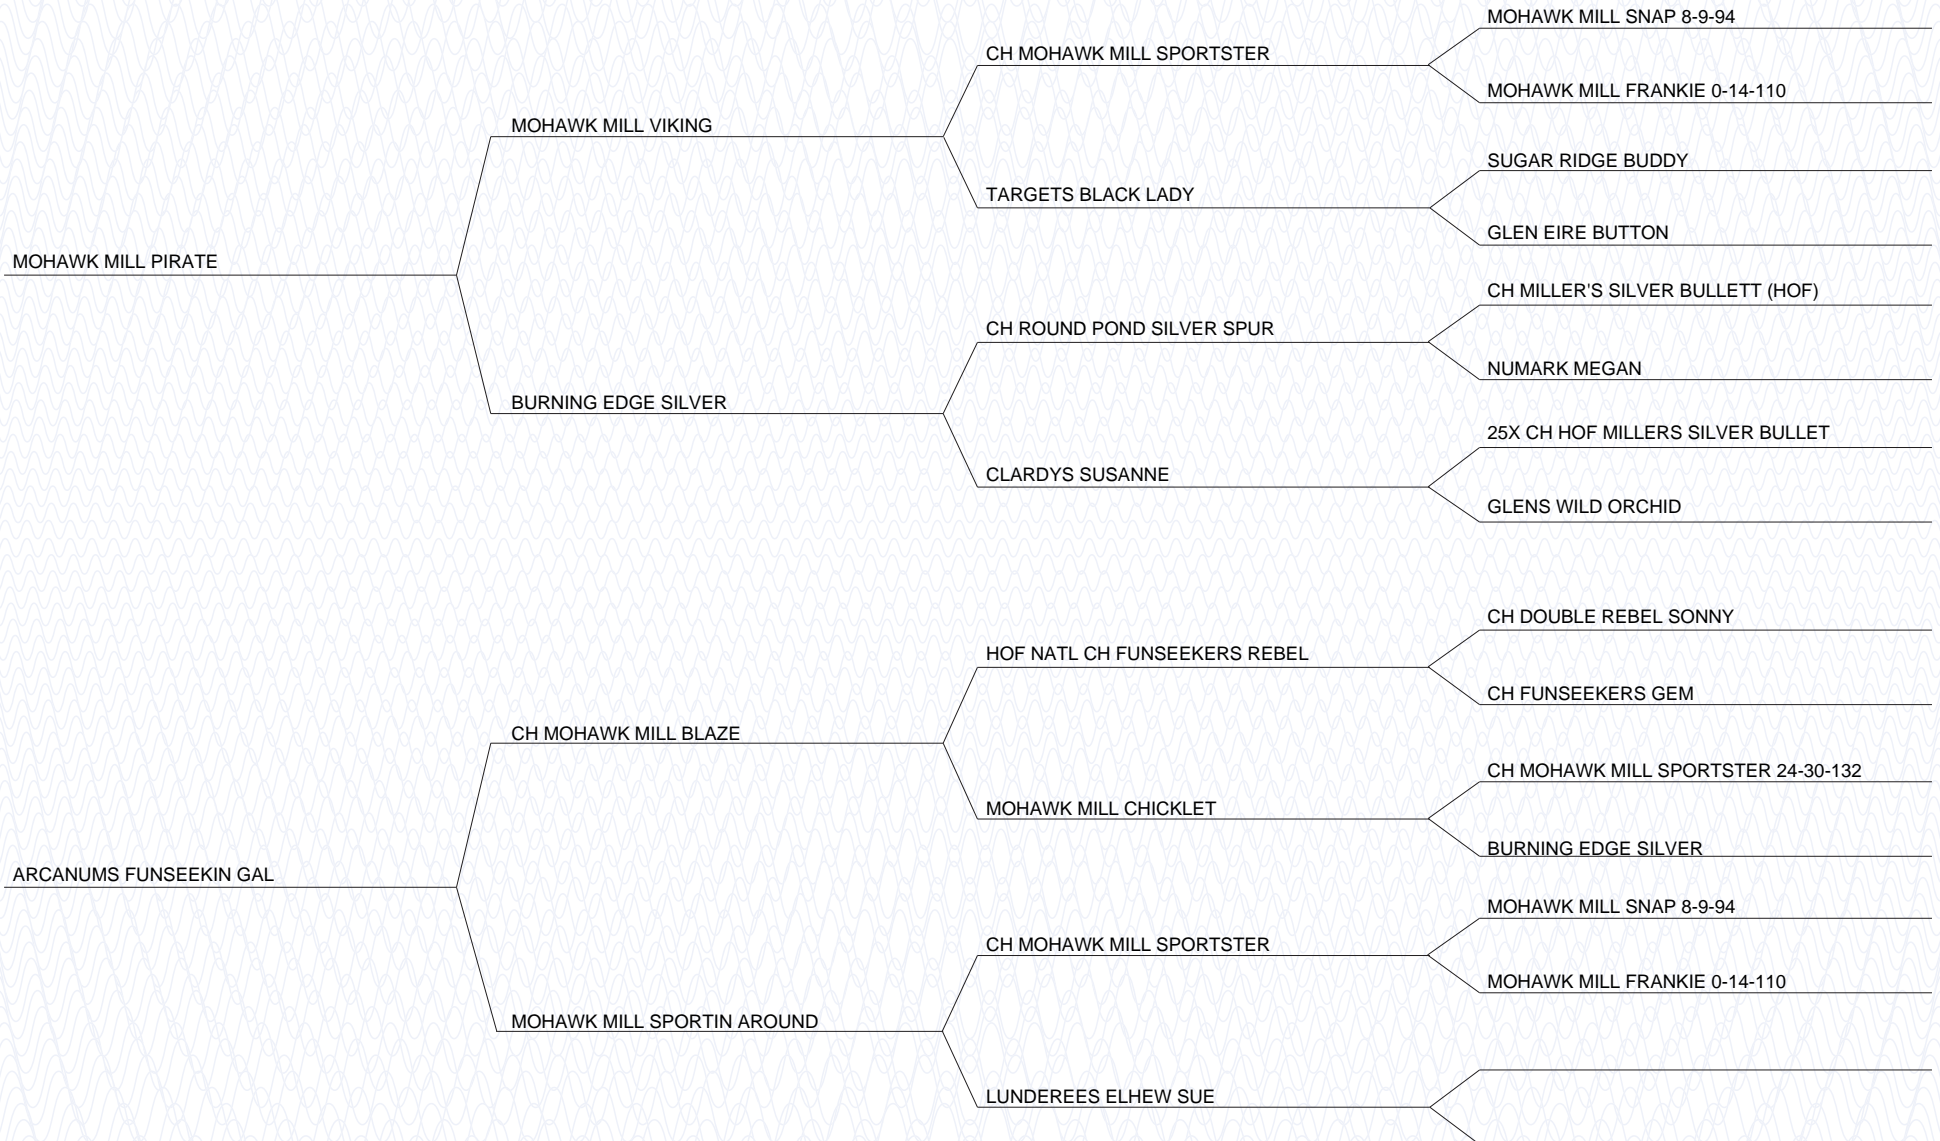 MOHAWK MILL SNAP 8-9-94
CH MOHAWK MILL SPORTSTER
MOHAWK MILL FRANKIE 0-14-110
MOHAWK MILL VIKING
SUGAR RIDGE BUDDY
TARGETS BLACK LADY
GLEN EIRE BUTTON
MOHAWK MILL PIRATE
CH MILLER'S SILVER BULLETT (HOF)
CH ROUND POND SILVER SPUR
NUMARK MEGAN
BURNING EDGE SILVER
25X CH HOF MILLERS SILVER BULLET
CLARDYS SUSANNE
GLENS WILD ORCHID
CH DOUBLE REBEL SONNY
HOF NATL CH FUNSEEKERS REBEL
CH FUNSEEKERS GEM
CH MOHAWK MILL BLAZE
CH MOHAWK MILL SPORTSTER 24-30-132
MOHAWK MILL CHICKLET
BURNING EDGE SILVER
ARCANUMS FUNSEEKIN GAL
MOHAWK MILL SNAP 8-9-94
CH MOHAWK MILL SPORTSTER
MOHAWK MILL FRANKIE 0-14-110
MOHAWK MILL SPORTIN AROUND
LUNDEREES ELHEW SUE